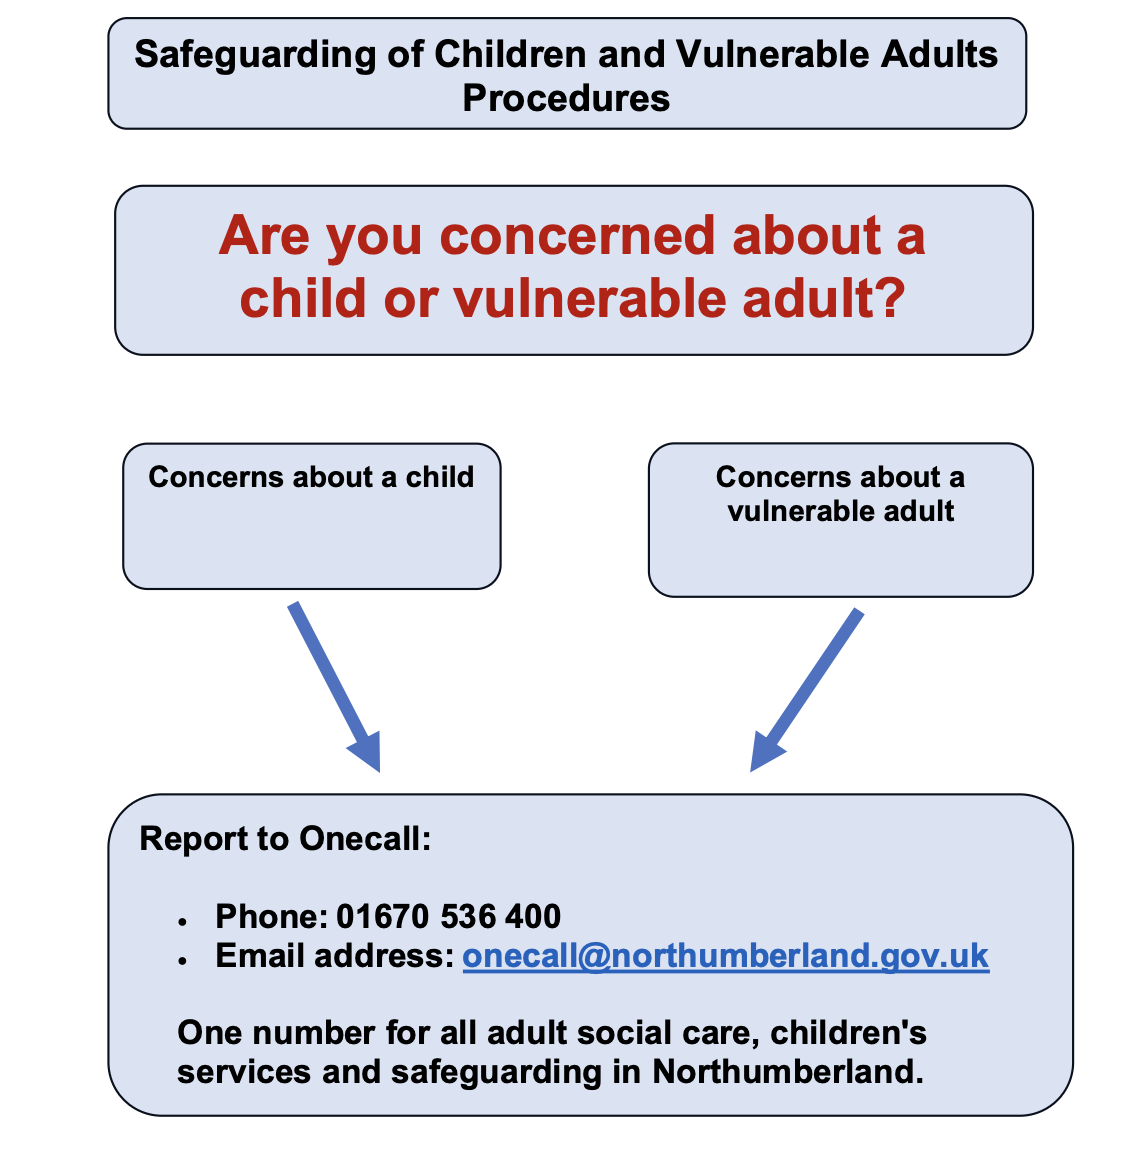 Safeguarding of Children and Vulnerable Adults
Procedures
Are you concerned about a
child or vulnerable adult?
Concerns about a child
Concerns about a
vulnerable adult
Report to Onecall:
• Phone: 01670 536 400
• Email address: onecall@northumberland.gov.uk
One number for all adult social care, children's
services and safeguarding in Northumberland.